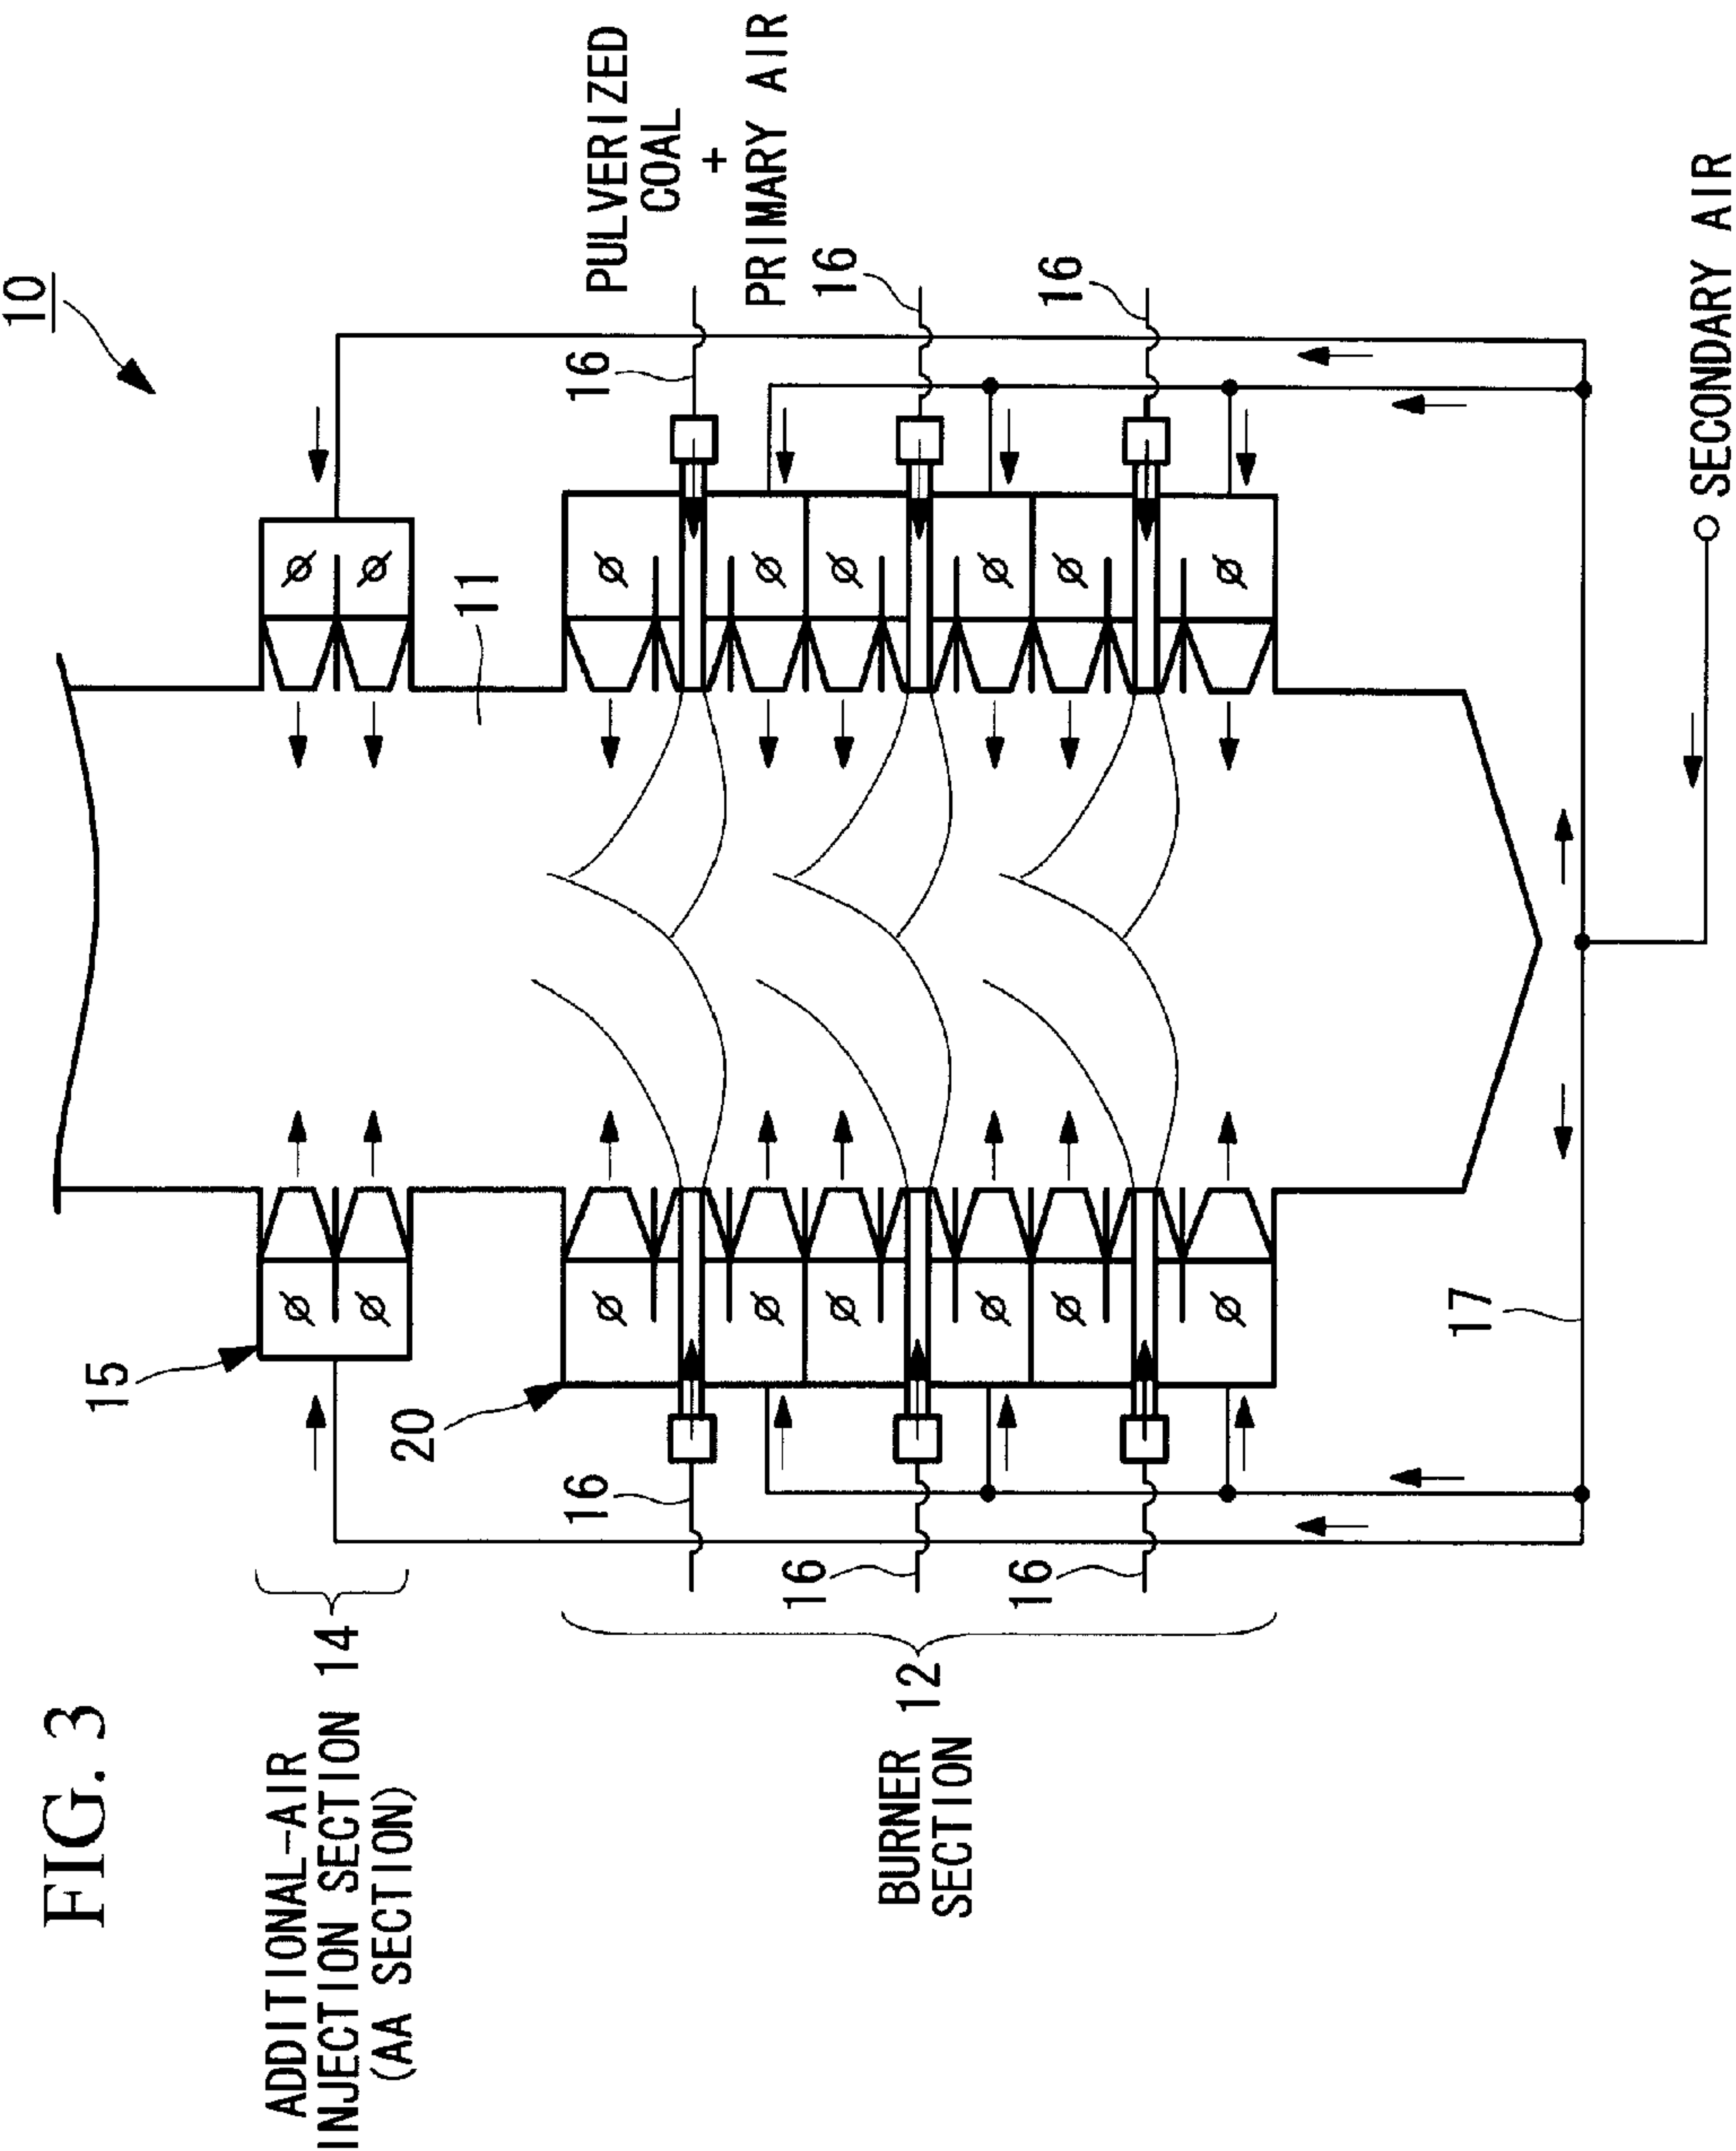 FIG. 3
10
ADDITIONAL-AIR
INJECTION SECTION 14
(AA SECTION)
15
11
20
16
16
PULVERIZED
COAL
+
PRIMARY AIR
BURNER 12
SECTION
16
16
16
16
17
SECONDARY AIR